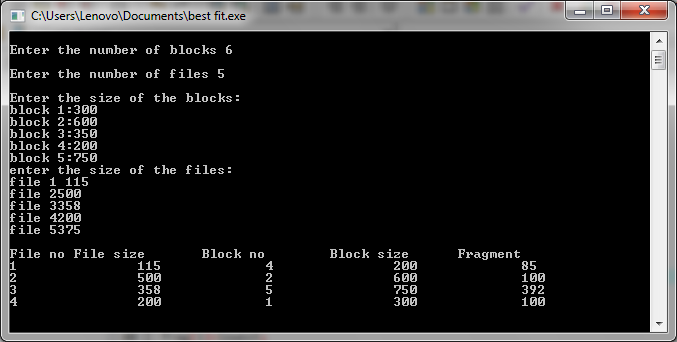 C:\Users\Lenovo\Documents\best fit.exe
Enter the number of blocks 6
Enter the number of files 5
Enter the size of the blocks:
block 1:300
block 2:600
block 3:350
block 4:200
block 5:750
enter the size of the files:
file 1 115
file 2500
file 3358
file 4200
file 5375
File no File size Block no Block size Fragment
1 115 4 200 85
2 500 2 600 100
3 358 5 750 392
4 200 1 300 100